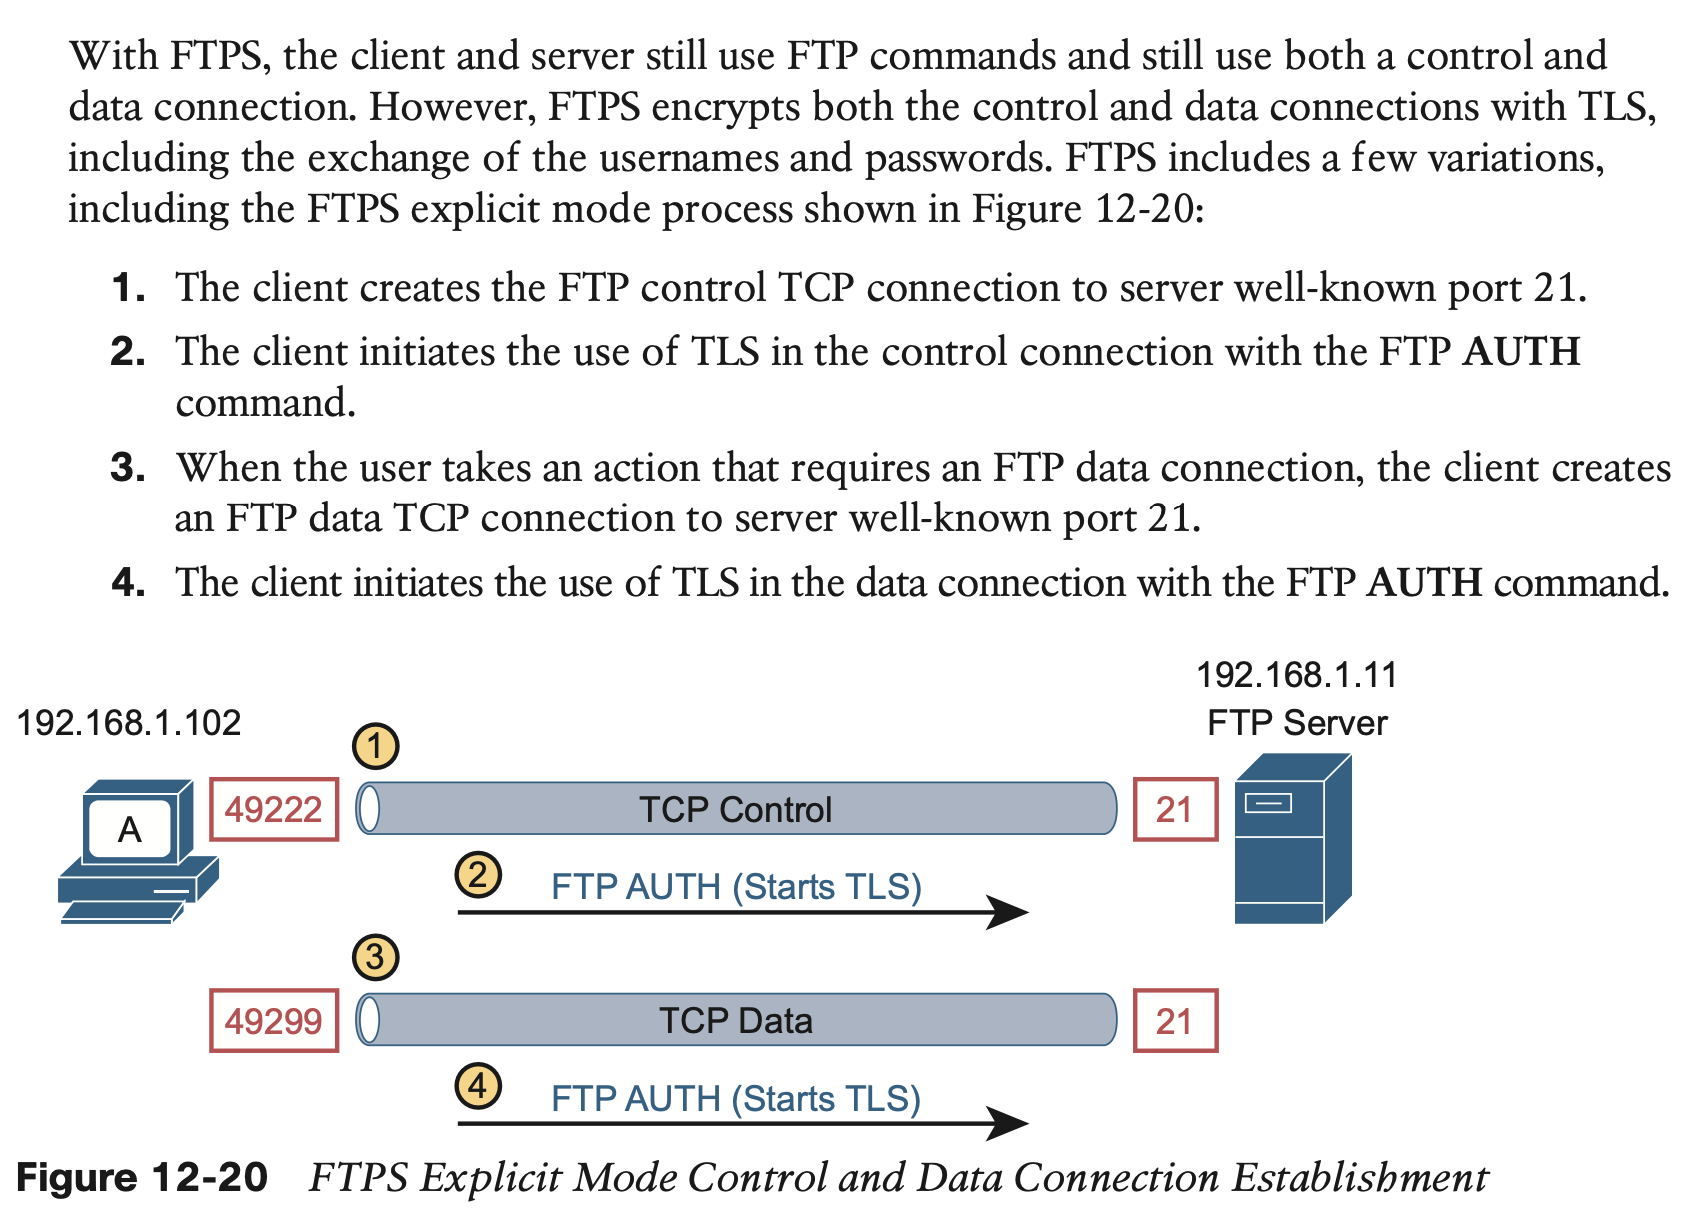 With FTPS, the client and server still use FTP commands and still use both a control and
data connection. However, FTPS encrypts both the control and data connections with TLS,
including the exchange of the usernames and passwords. FTPS includes a few variations,
including the FTPS explicit mode process shown in Figure 12-20:
1. The client creates the FTP control TCP connection to server well-known port 21.
2. The client initiates the use of TLS in the control connection with the FTP AUTH
command.
3. When the user takes an action that requires an FTP data connection, the client creates
an FTP data TCP connection to server well-known port 21.
4. The client initiates the use of TLS in the data connection with the FTP AUTH command.
192.168.1.11
192.168.1.102
FTP Server
1
A
49222
TCP Control
21
2
FTP AUTH (Starts TLS)
3
49299
TCP Data
21
4
FTP AUTH (Starts TLS)
Figure 12-20 FTPS Explicit Mode Control and Data Connection Establishment